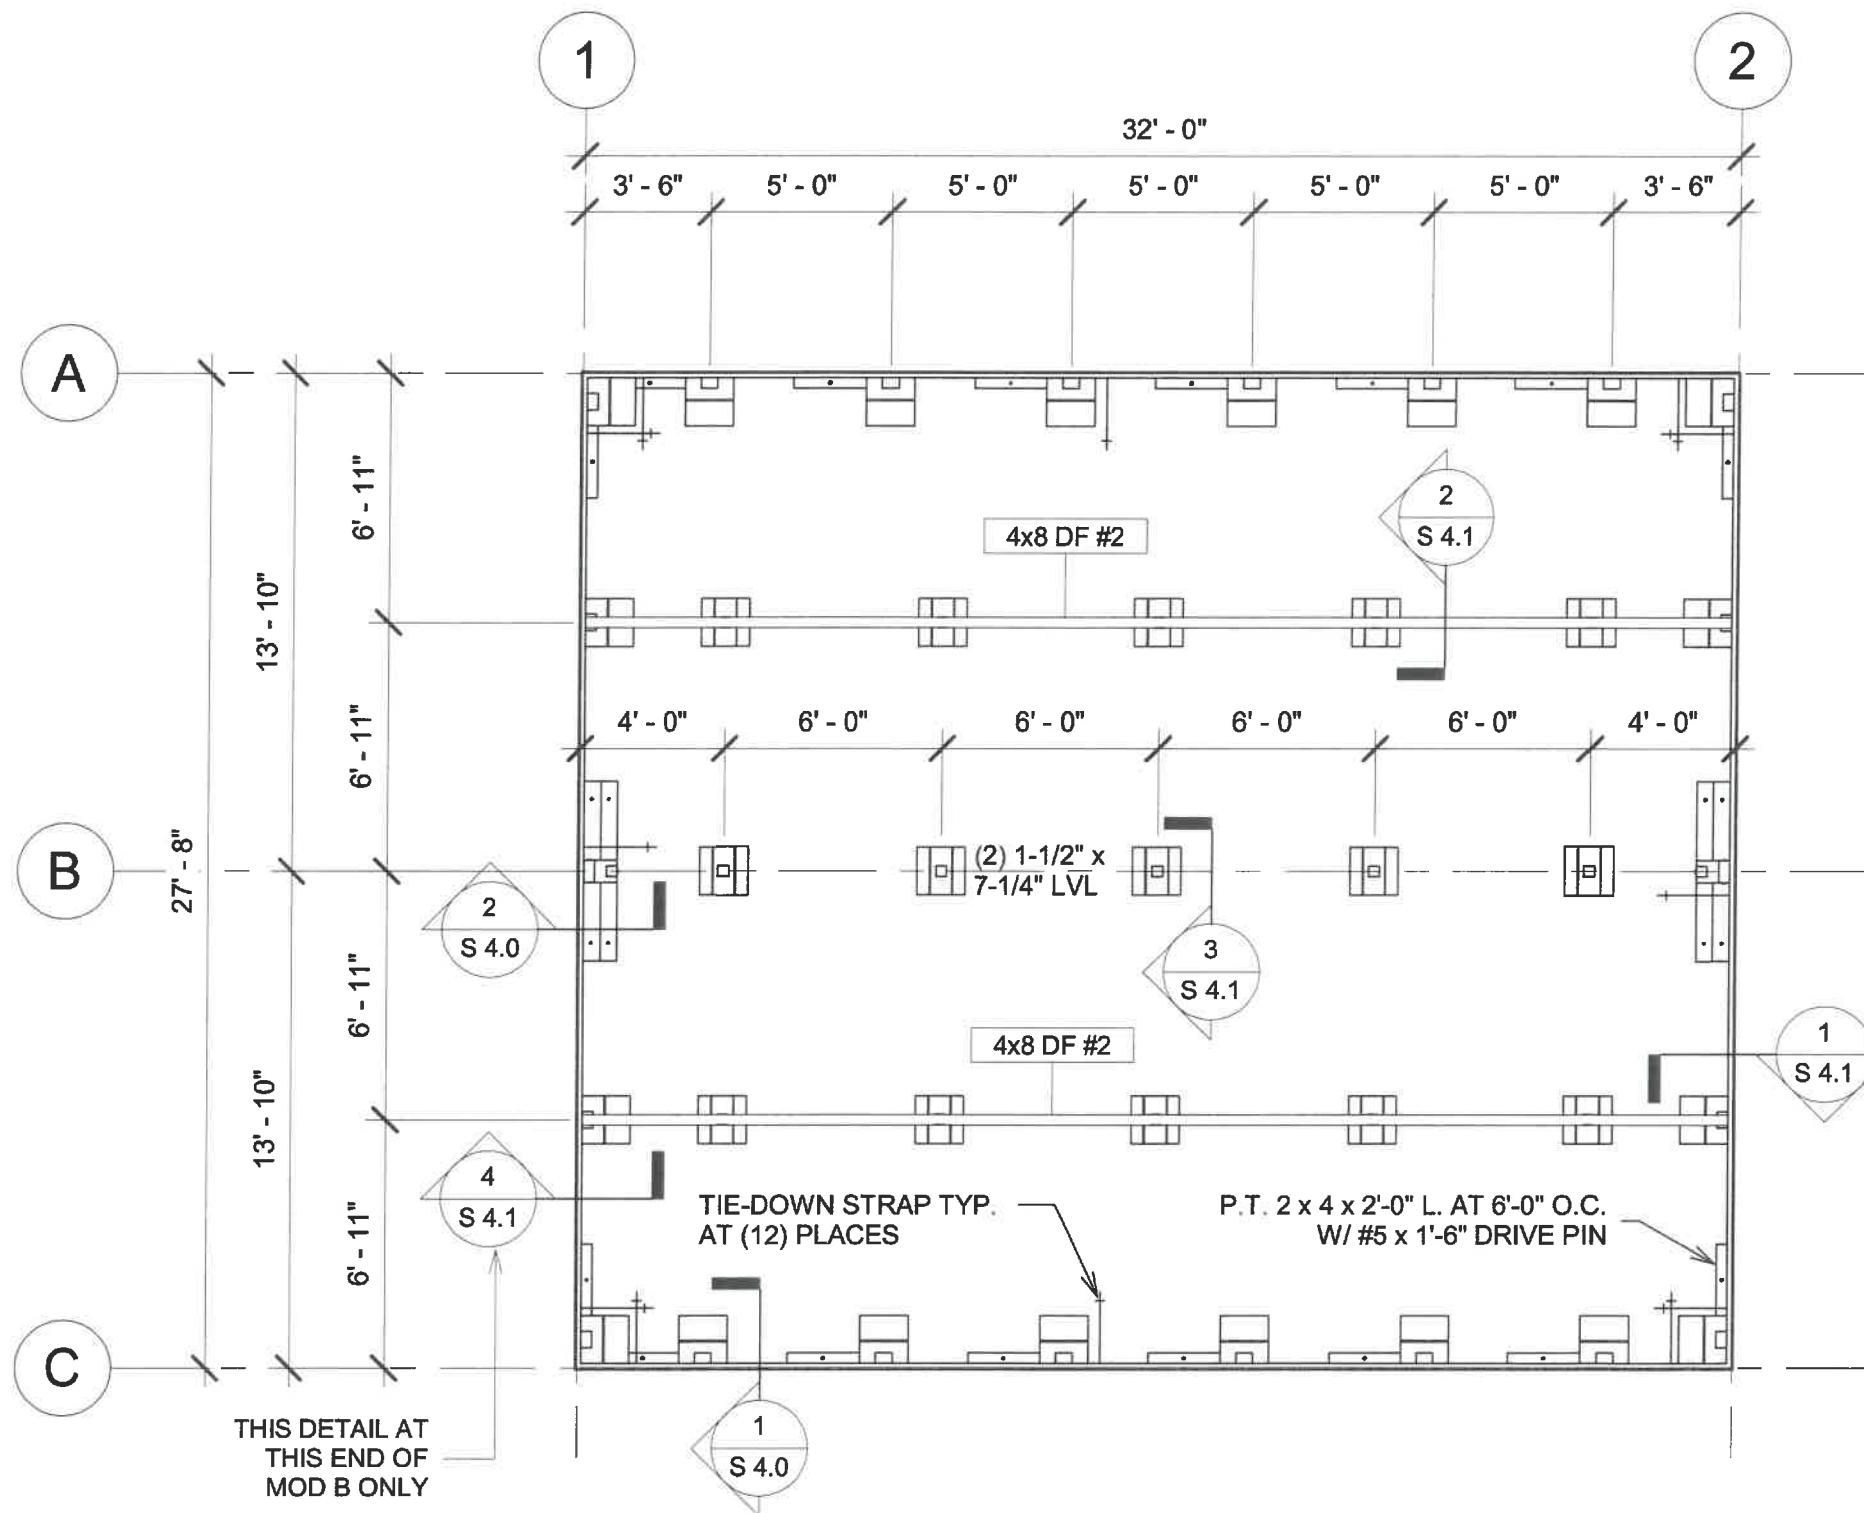 1
2
32' - 0"
3' - 6"
5' - 0"
5' - 0"
5' - 0"
5' - 0"
5' - 0"
3' - 6"
A
6' - 11"
13' - 10"
4x8 DF #2
2
S 4.1
4' - 0"
6' - 0"
6' - 0"
6' - 0"
6' - 0"
4' - 0"
6' - 11"
27' - 8"
B
(2) 1-1/2" x
7-1/4" LVL
2
S 4.0
3
S 4.1
6' - 11"
4x8 DF #2
1
S 4.1
13' - 10"
4
S 4.1
TIE-DOWN STRAP TYP.
AT (12) PLACES
P.T. 2 x 4 x 2'-0" L. AT 6'-0" O.C.
W/ #5 x 1'-6" DRIVE PIN
6' - 11"
C
THIS DETAIL AT
THIS END OF
MOD B ONLY
1
S 4.0